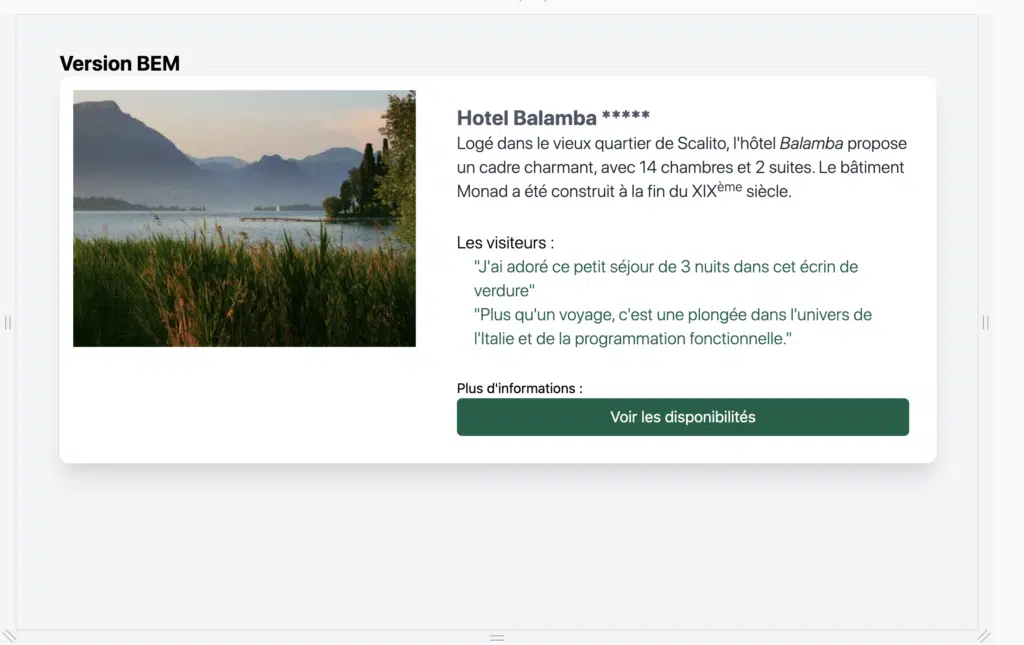 Version BEM
Hotel Balamba *****
Logé dans le vieux quartier de Scalito, l'hôtel Balamba propose
un cadre charmant, avec 14 chambres et 2 suites. Le bâtiment
Monad a été construit à la fin du XIXème siècle.
Les visiteurs :
"J'ai adoré ce petit séjour de 3 nuits dans cet écrin de
verdure"
"Plus qu'un voyage, c'est une plongée dans l'univers de
l'Italie et de la programmation fonctionnelle."
Plus d'informations :
Voir les disponibilités